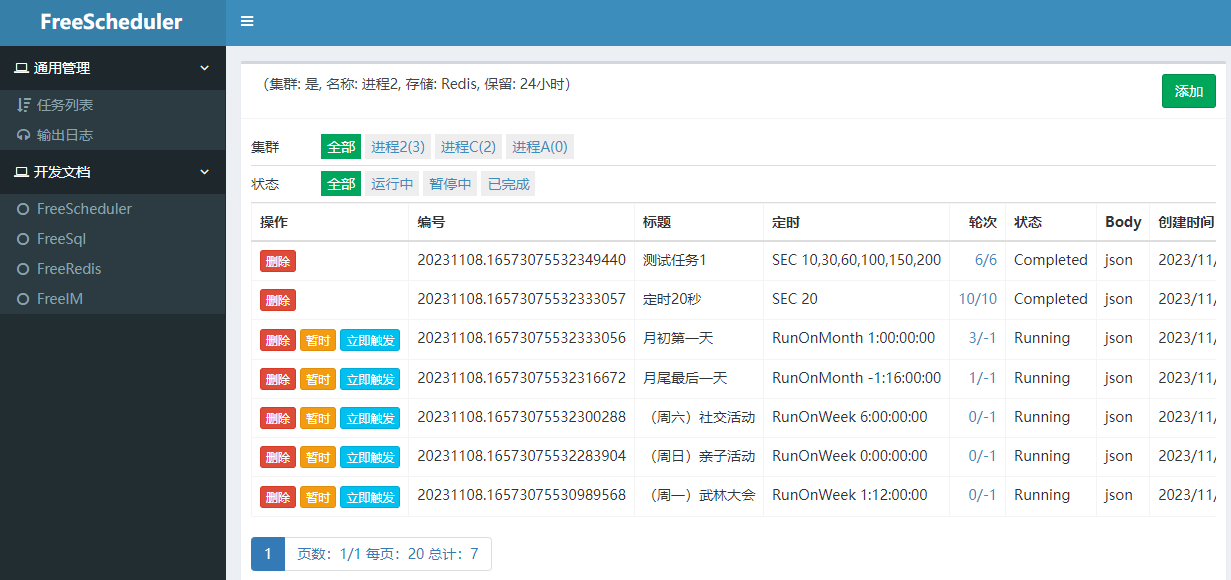 FreeScheduler
通用管理
任务列表
输出日志
开发文档
FreeScheduler
FreeSql
FreeRedis
FreeIM
（集群: 是, 名称: 进程2, 存储: Redis, 保留: 24小时）
添加
集群 全部 进程2(3) 进程C(2) 进程A(0)
状态 全部 运行中 暂停中 已完成
操作 编号 标题 定时 轮次 状态 Body 创建时间
删除 20231108.16573075532349440 测试任务1 SEC 10,30,60,100,150,200 6/6 Completed json 2023/11/
删除 20231108.16573075532333057 定时20秒 SEC 20 10/10 Completed json 2023/11/
删除 暂时 立即触发 20231108.16573075532333056 月初第一天 RunOnMonth 1:00:00:00 3/-1 Running json 2023/11/
删除 暂时 立即触发 20231108.16573075532316672 月尾最后一天 RunOnMonth -1:16:00:00 1/-1 Running json 2023/11/
删除 暂时 立即触发 20231108.16573075532300288 （周六）社交活动 RunOnWeek 6:00:00:00 0/-1 Running json 2023/11/
删除 暂时 立即触发 20231108.16573075532283904 （周日）亲子活动 RunOnWeek 0:00:00:00 0/-1 Running json 2023/11/
删除 暂时 立即触发 20231108.16573075530989568 （周一）武林大会 RunOnWeek 1:12:00:00 0/-1 Running json 2023/11/
1 页数：1/1 每页：20 总计：7